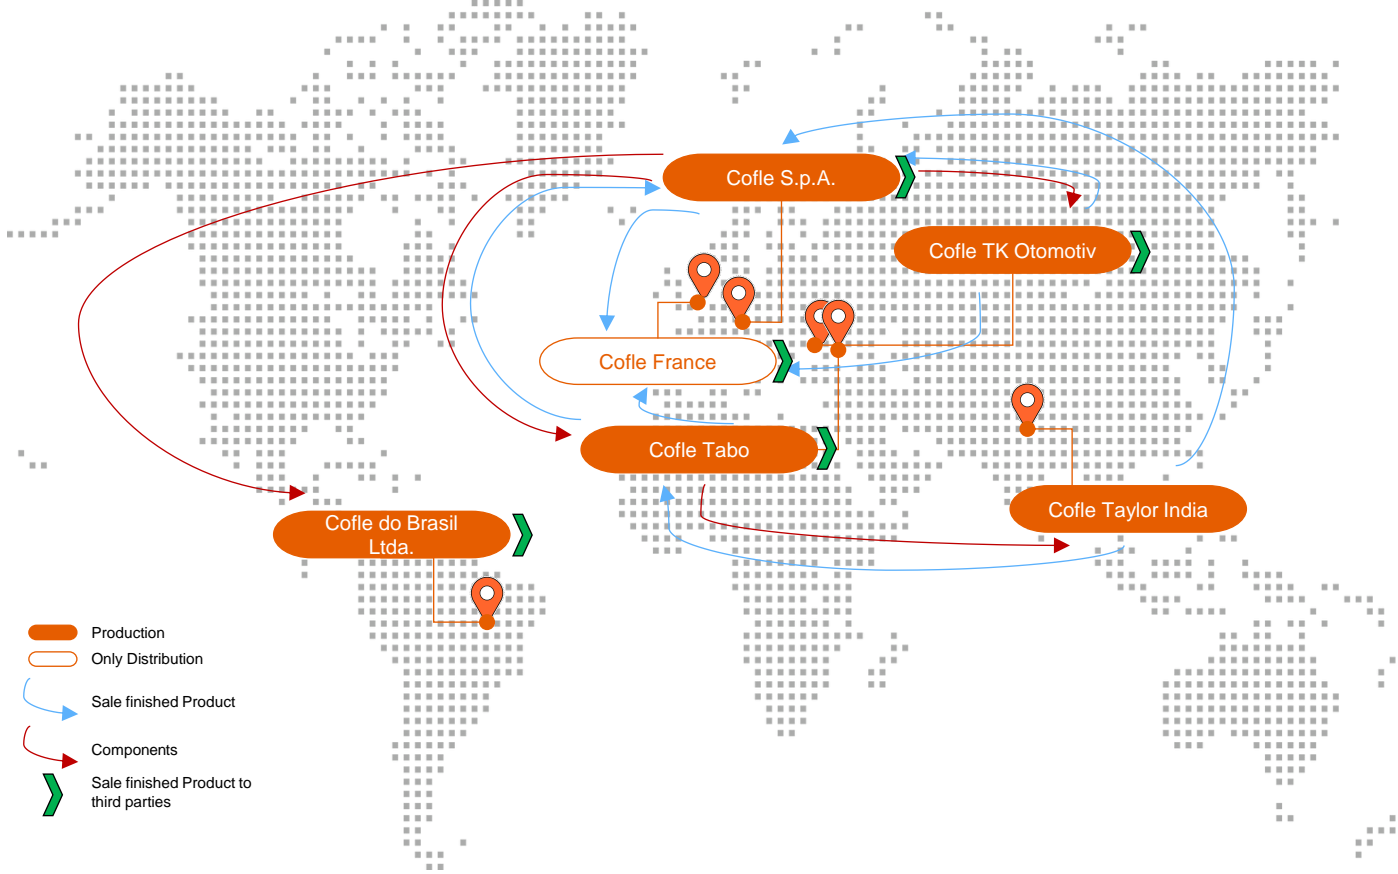 Cofle S.p.A.
Cofle TK Otomotiv
Cofle France
Cofle Tabo
Cofle Taylor India
Cofle do Brasil
Ltda.
Production
Only Distribution
Sale finished Product
Components
Sale finished Product to
third parties